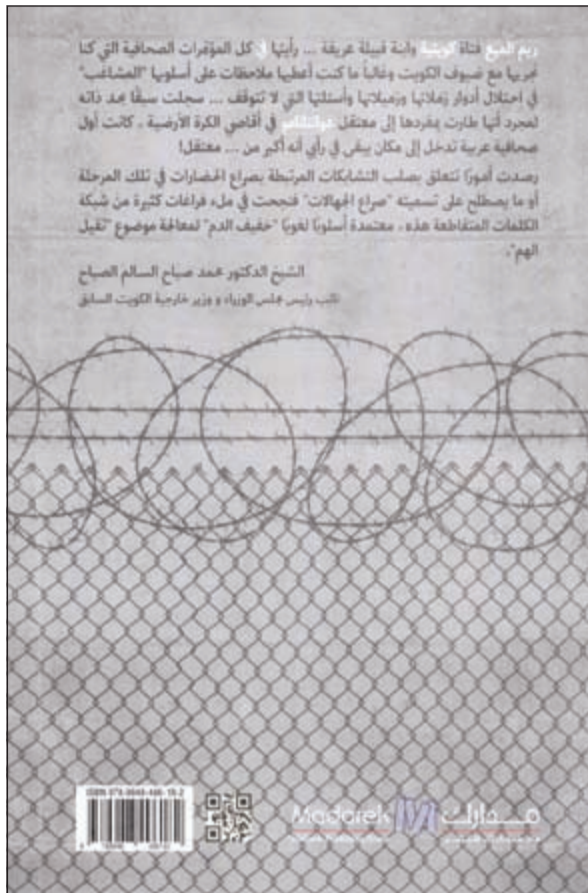 ريم الميع فتاة كويتية وابنة قبيلة عريقة ... رأيتها في كل المؤتمرات الصحافية التي كنا
نجريها مع ضيوف الكويت وغالباً ما كنت أعطيها ملاحظات على أسلوبها "المشاغب"
في احتلال أدوار زملائها وزميلاتها وأسئلتها التي لا تتوقف ... سجلت سبقًا بحد ذاته
لمجرد أنها طارت بمفردها إلى معتقل غوانتانامو في أقاصي الكرة الأرضية ، كانت أول
صحافية عربية تدخل إلى مكان يبقى في رأي أنه أكبر من ... معتقل!
رصدت أمورًا تتعلق بصلب التشابكات المرتبطة بصراع الحضارات في تلك المرحلة
أو ما يصطلح على تسميته "صراع الجهالات" فنجحت في ملء فراغات كثيرة من شبكة
الكلمات المتقاطعة هذه ، معتمدة أسلوبًا لغويًا "خفيف الدم" لمعالجة موضوع "ثقيل
الهم".
الشيخ الدكتور محمد صباح السالم الصباح
نائب رئيس مجلس الوزراء و وزير خارجية الكويت السابق
Madarek مدارك